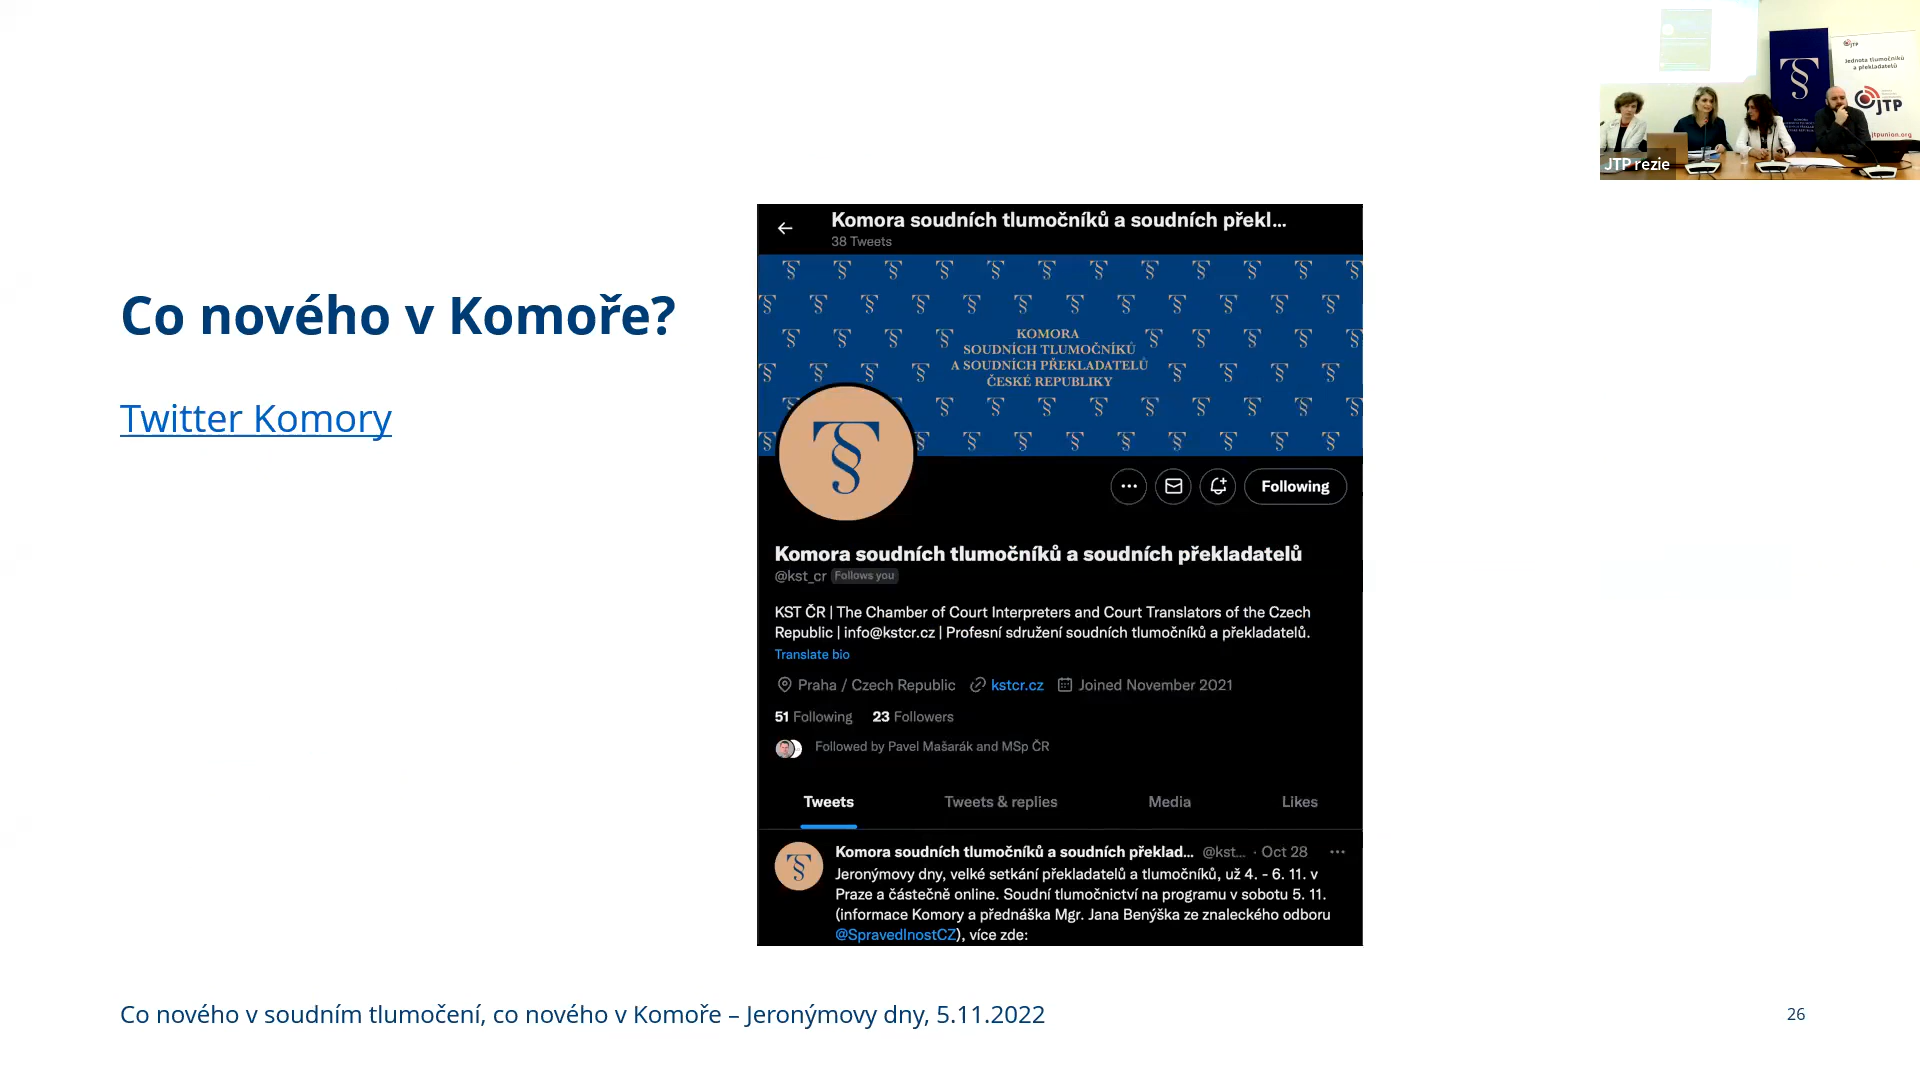 Jednota tlumočníků
a překladatelů
JTP
jtpunion.org
JTP rezie
Co nového v Komoře?
Twitter Komory
Komora soudních tlumočníků a soudních překl...
38 Tweets
KOMORA
SOUDNÍCH TLUMOČNÍKŮ
A SOUDNÍCH PŘEKLADATELŮ
ČESKÉ REPUBLIKY
Following
Komora soudních tlumočníků a soudních překladatelů
@kst_cr Follows you
KST ČR | The Chamber of Court Interpreters and Court Translators of the Czech
Republic | info@kstcr.cz | Profesní sdružení soudních tlumočníků a překladatelů.
Translate bio
Praha / Czech Republic kstcr.cz Joined November 2021
51 Following 23 Followers
Followed by Pavel Mašarák and MSp ČR
Tweets Tweets & replies Media Likes
Komora soudních tlumočníků a soudních překlad... @kst... · Oct 28
Jeronýmovy dny, velké setkání překladatelů a tlumočníků, už 4. - 6. 11. v
Praze a částečně online. Soudní tlumočnictví na programu v sobotu 5. 11.
(informace Komory a přednáška Mgr. Jana Benýška ze znaleckého odboru
@SpravedlnostCZ), více zde:
Co nového v soudním tlumočení, co nového v Komoře – Jeronýmovy dny, 5.11.2022
26